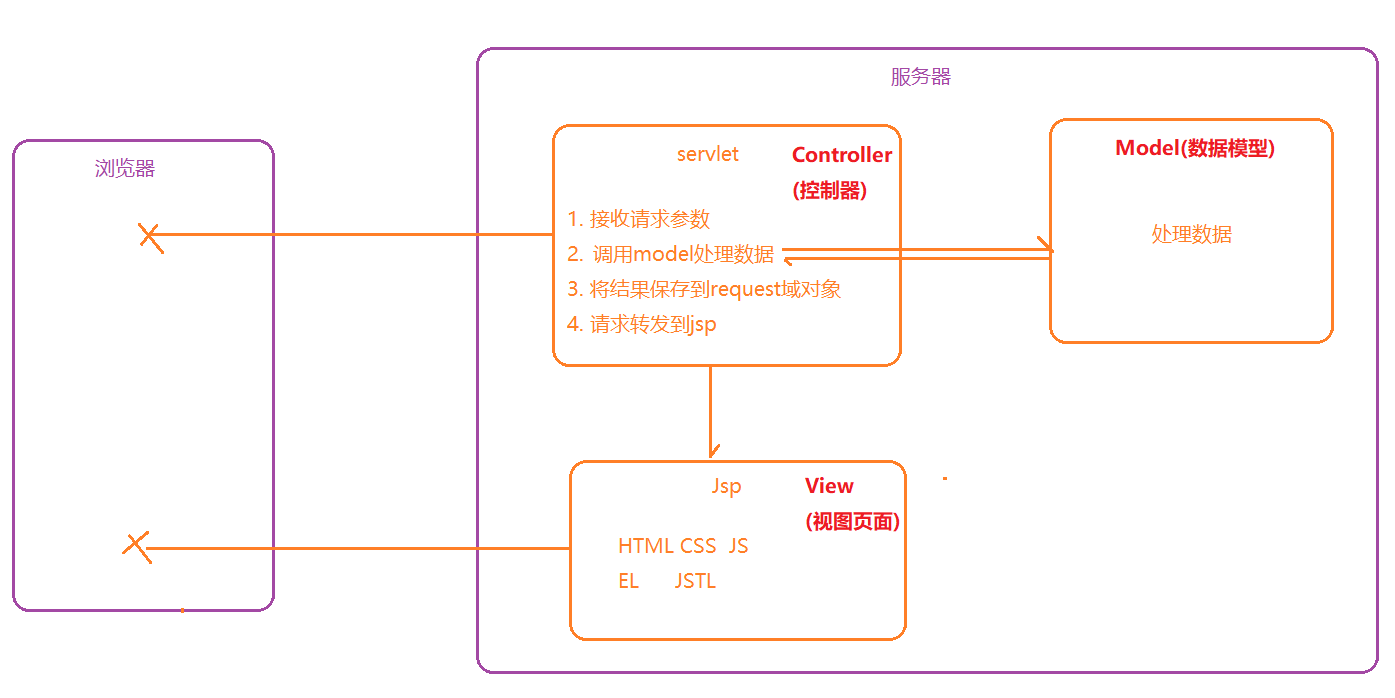 服务器
浏览器
servlet
Controller
(控制器)
1. 接收请求参数
2. 调用model处理数据
3. 将结果保存到request域对象
4. 请求转发到jsp
Model(数据模型)
处理数据
Jsp
View
(视图页面)
HTML CSS JS
EL JSTL